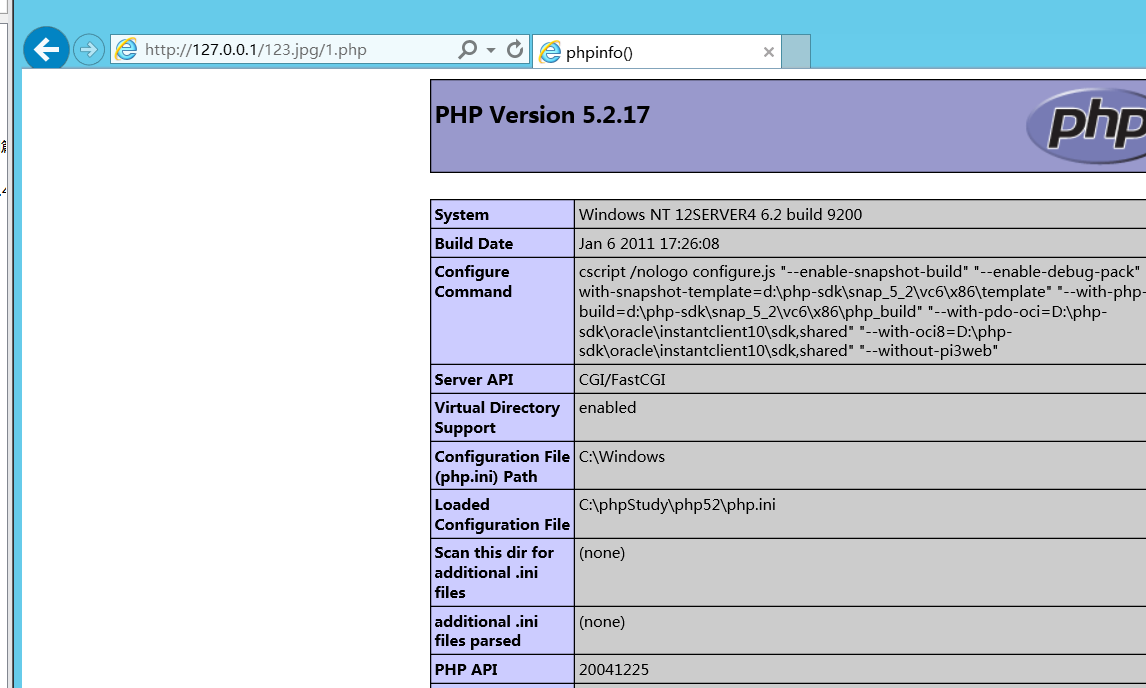 http://127.0.0.1/123.jpg/1.php
phpinfo()
PHP Version 5.2.17
php
System
Windows NT 12SERVER4 6.2 build 9200
Build Date
Jan 6 2011 17:26:08
Configure
Command
cscript /nologo configure.js "--enable-snapshot-build" "--enable-debug-pack"
with-snapshot-template=d:\php-sdk\snap_5_2\vc6\x86\template" "--with-php-
build=d:\php-sdk\snap_5_2\vc6\x86\php_build" "--with-pdo-oci=D:\php-
sdk\oracle\instantclient10\sdk,shared" "--with-oci8=D:\php-
sdk\oracle\instantclient10\sdk,shared" "--without-pi3web"
Server API
CGI/FastCGI
Virtual Directory
Support
enabled
Configuration File
(php.ini) Path
C:\Windows
Loaded
Configuration File
C:\phpStudy\php52\php.ini
Scan this dir for
additional .ini
files
(none)
additional .ini
files parsed
(none)
PHP API
20041225